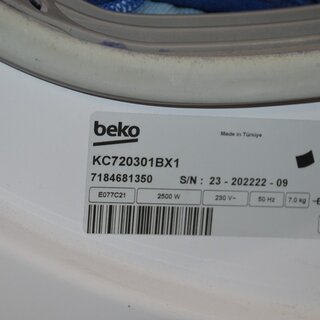 beko
Made in Türkiye
KC720301BX1
7184681350 S/N : 23 - 202222 - 09
E077C21 2500 W 230 V~ 50 Hz 7.0 kg